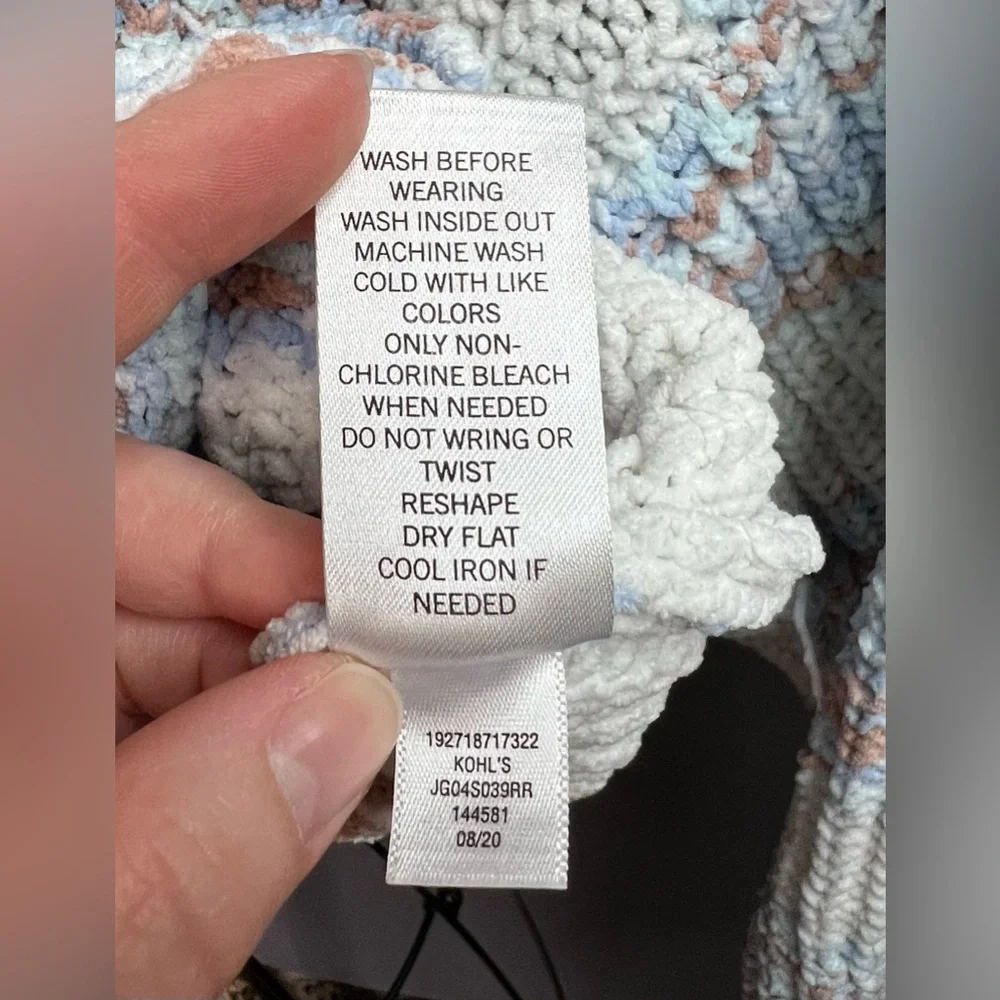 WASH BEFORE
WEARING
WASH INSIDE OUT
MACHINE WASH
COLD WITH LIKE
COLORS
ONLY NON-
CHLORINE BLEACH
WHEN NEEDED
DO NOT WRING OR
TWIST
RESHAPE
DRY FLAT
COOL IRON IF
NEEDED
192718717322
KOHL'S
JG04S039RR
144581
08/20